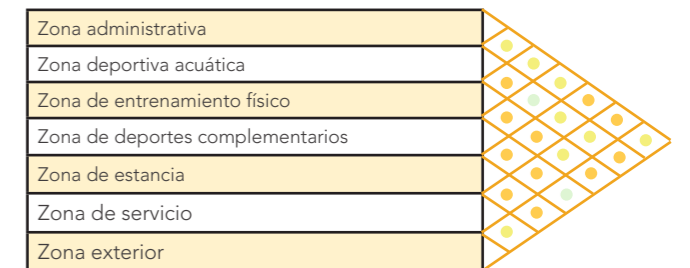 Zona administrativa
Zona deportiva acuática
Zona de entrenamiento físico
Zona de deportes complementarios
Zona de estancia
Zona de servicio
Zona exterior